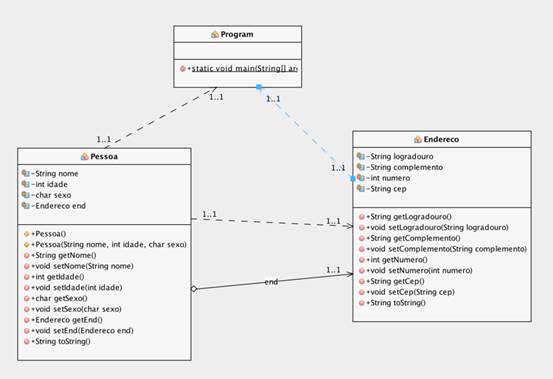 Program
+static void main(String[] ar
1..1
1..1
1..1
1..1
Pessoa
-String nome
-int idade
-char sexo
-Endereco end
+Pessoa()
+Pessoa(String nome, int idade, char sexo)
+String getNome()
+void setNome(String nome)
+int getIdade()
+void setIdade(int idade)
+char getSexo()
+void setSexo(char sexo)
+Endereco getEnd()
+void setEnd(Endereco end)
+String toString()
1..1
1..1
end
1..1
Endereco
-String logradouro
-String complemento
-int numero
-String cep
+String getLogradouro()
+void setLogradouro(String logradouro)
+String getComplemento()
+void setComplemento(String complemento)
+int getNumero()
+void setNumero(int numero)
+String getCep()
+void setCep(String cep)
+String toString()